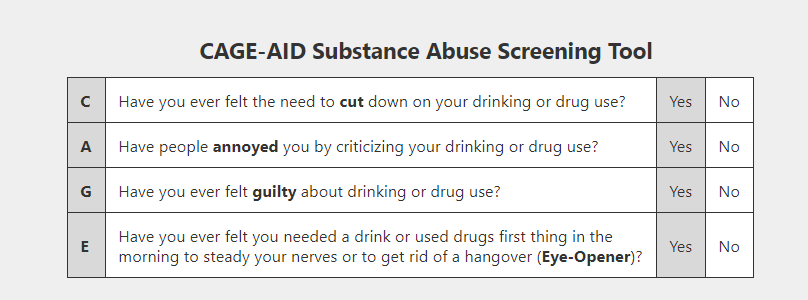 CAGE-AID Substance Abuse Screening Tool
C Have you ever felt the need to cut down on your drinking or drug use? Yes No
A Have people annoyed you by criticizing your drinking or drug use? Yes No
G Have you ever felt guilty about drinking or drug use? Yes No
E Have you ever felt you needed a drink or used drugs first thing in the
morning to steady your nerves or to get rid of a hangover (Eye-Opener)? Yes No